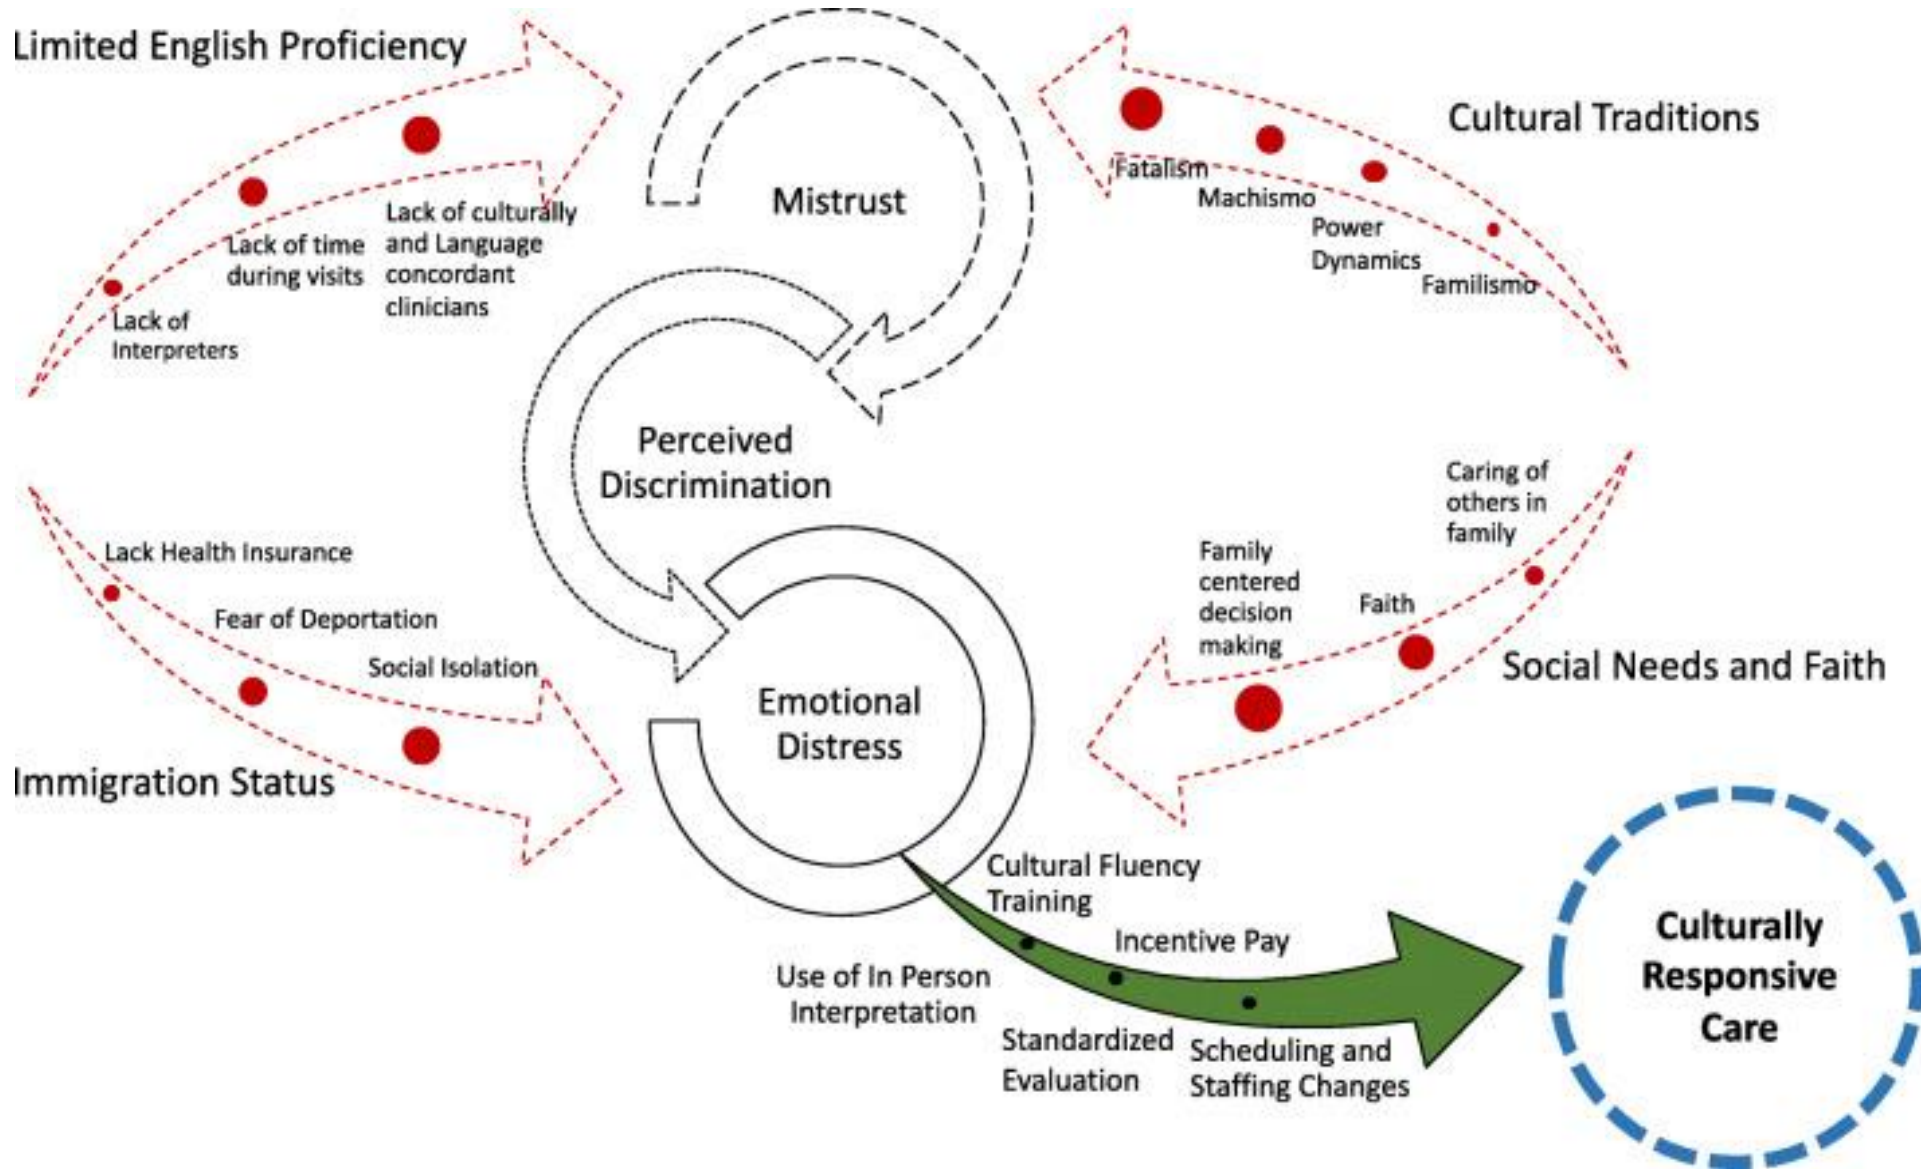 Limited English Proficiency
Lack of
Interpreters
Lack of time
during visits
Lack of culturally
and Language
concordant
clinicians
Mistrust
Cultural Traditions
Fatalism
Machismo
Power
Dynamics
Familismo
Perceived
Discrimination
Lack Health Insurance
Fear of Deportation
Social Isolation
Immigration Status
Emotional
Distress
Caring of
others in
family
Family
centered
decision
making
Faith
Social Needs and Faith
Cultural Fluency
Training
Incentive Pay
Use of In Person
Interpretation
Standardized
Evaluation
Scheduling and
Staffing Changes
Culturally
Responsive
Care